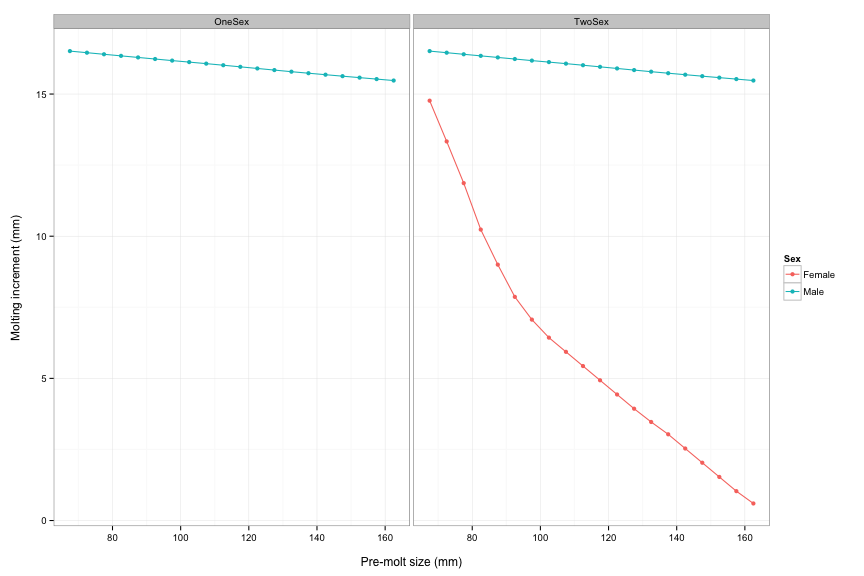 OneSex
TwoSex
Molting increment (mm)
15
10
5
0
80
100
120
140
160
80
100
120
140
160
Pre-molt size (mm)
Sex
Female
Male